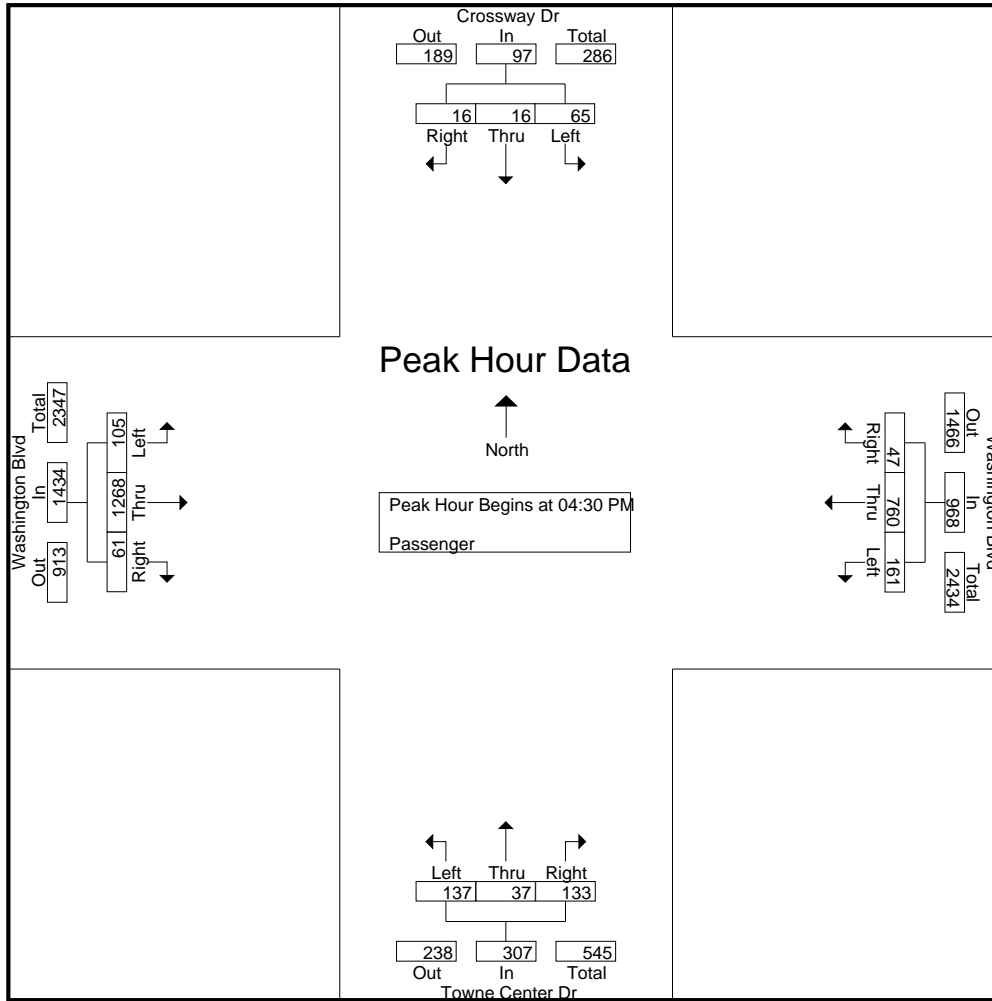 Crossway Dr
Out In Total
189 97 286
16 16 65
Right Thru Left
Peak Hour Data
North
Peak Hour Begins at 04:30 PM
Passenger
Washington Blvd
Out In Total
913 1434 2347
61 1268 105
Right Thru Left
Washington Blvd
Out In Total
1466 968 2434
47 760 161
Right Thru Left
Left Thru Right
137 37 133
238 307 545
Out In Total
Towne Center Dr